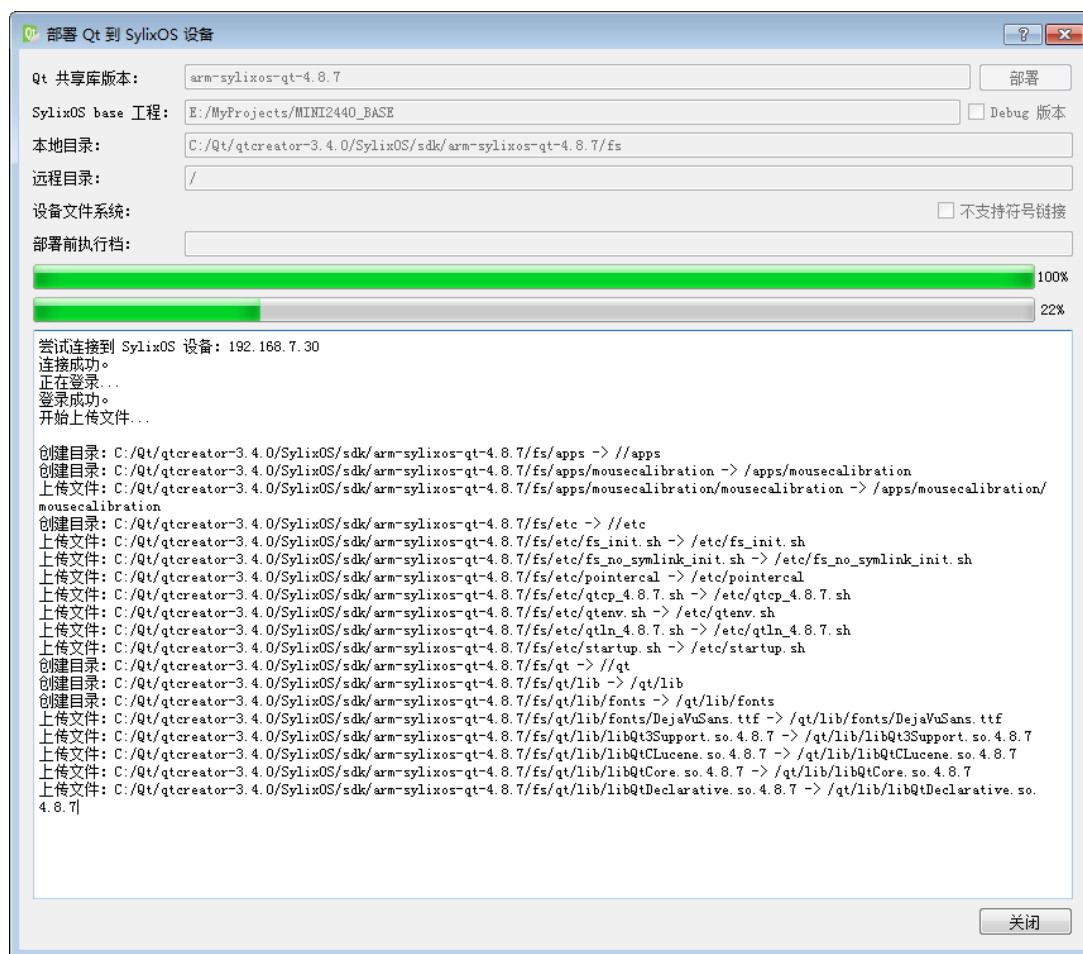 部署 Qt 到 SylixOS 设备
Qt 共享库版本: arm-sylixos-qt-4.8.7 部署
SylixOS base 工程: E:/MyProjects/MINI2440_BASE Debug 版本
本地目录: C:/Qt/qtcreator-3.4.0/SylixOS/sdk/arm-sylixos-qt-4.8.7/fs
远程目录: /
设备文件系统: 不支持符号链接
部署前执行档:
100%
22%
尝试连接到 SylixOS 设备: 192.168.7.30
连接成功。
正在登录...
登录成功。
开始上传文件...
创建目录: C:/Qt/qtcreator-3.4.0/SylixOS/sdk/arm-sylixos-qt-4.8.7/fs/apps -> //apps
创建目录: C:/Qt/qtcreator-3.4.0/SylixOS/sdk/arm-sylixos-qt-4.8.7/fs/apps/mousecalibration -> /apps/mousecalibration
上传文件: C:/Qt/qtcreator-3.4.0/SylixOS/sdk/arm-sylixos-qt-4.8.7/fs/apps/mousecalibration/mousecalibration -> /apps/mousecalibration/
mousecalibration
创建目录: C:/Qt/qtcreator-3.4.0/SylixOS/sdk/arm-sylixos-qt-4.8.7/fs/etc -> //etc
上传文件: C:/Qt/qtcreator-3.4.0/SylixOS/sdk/arm-sylixos-qt-4.8.7/fs/etc/fs_init.sh -> /etc/fs_init.sh
上传文件: C:/Qt/qtcreator-3.4.0/SylixOS/sdk/arm-sylixos-qt-4.8.7/fs/etc/fs_no_symlink_init.sh -> /etc/fs_no_symlink_init.sh
上传文件: C:/Qt/qtcreator-3.4.0/SylixOS/sdk/arm-sylixos-qt-4.8.7/fs/etc/pointercal -> /etc/pointercal
上传文件: C:/Qt/qtcreator-3.4.0/SylixOS/sdk/arm-sylixos-qt-4.8.7/fs/etc/qtcp_4.8.7.sh -> /etc/qtcp_4.8.7.sh
上传文件: C:/Qt/qtcreator-3.4.0/SylixOS/sdk/arm-sylixos-qt-4.8.7/fs/etc/qtenv.sh -> /etc/qtenv.sh
上传文件: C:/Qt/qtcreator-3.4.0/SylixOS/sdk/arm-sylixos-qt-4.8.7/fs/etc/qtln_4.8.7.sh -> /etc/qtln_4.8.7.sh
上传文件: C:/Qt/qtcreator-3.4.0/SylixOS/sdk/arm-sylixos-qt-4.8.7/fs/etc/startup.sh -> /etc/startup.sh
创建目录: C:/Qt/qtcreator-3.4.0/SylixOS/sdk/arm-sylixos-qt-4.8.7/fs/qt -> //qt
创建目录: C:/Qt/qtcreator-3.4.0/SylixOS/sdk/arm-sylixos-qt-4.8.7/fs/qt/lib -> /qt/lib
创建目录: C:/Qt/qtcreator-3.4.0/SylixOS/sdk/arm-sylixos-qt-4.8.7/fs/qt/lib/fonts -> /qt/lib/fonts
上传文件: C:/Qt/qtcreator-3.4.0/SylixOS/sdk/arm-sylixos-qt-4.8.7/fs/qt/lib/fonts/DejaVuSans.ttf -> /qt/lib/fonts/DejaVuSans.ttf
上传文件: C:/Qt/qtcreator-3.4.0/SylixOS/sdk/arm-sylixos-qt-4.8.7/fs/qt/lib/libQt3Support.so.4.8.7 -> /qt/lib/libQt3Support.so.4.8.7
上传文件: C:/Qt/qtcreator-3.4.0/SylixOS/sdk/arm-sylixos-qt-4.8.7/fs/qt/lib/libQtCLucene.so.4.8.7 -> /qt/lib/libQtCLucene.so.4.8.7
上传文件: C:/Qt/qtcreator-3.4.0/SylixOS/sdk/arm-sylixos-qt-4.8.7/fs/qt/lib/libQtCore.so.4.8.7 -> /qt/lib/libQtCore.so.4.8.7
上传文件: C:/Qt/qtcreator-3.4.0/SylixOS/sdk/arm-sylixos-qt-4.8.7/fs/qt/lib/libQtDeclarative.so.4.8.7 -> /qt/lib/libQtDeclarative.so.
4.8.7
关闭